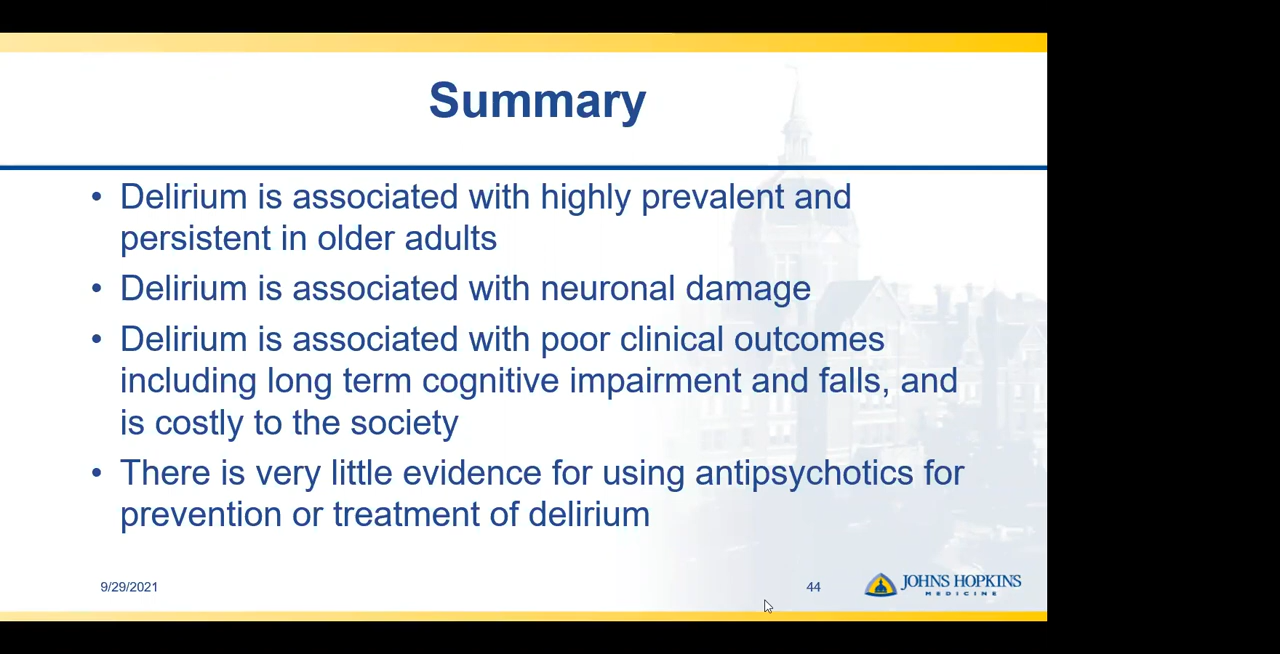 Summary
• Delirium is associated with highly prevalent and
persistent in older adults
• Delirium is associated with neuronal damage
• Delirium is associated with poor clinical outcomes
including long term cognitive impairment and falls, and
is costly to the society
• There is very little evidence for using antipsychotics for
prevention or treatment of delirium
9/29/2021
44
JOHNS HOPKINS
MEDICINE